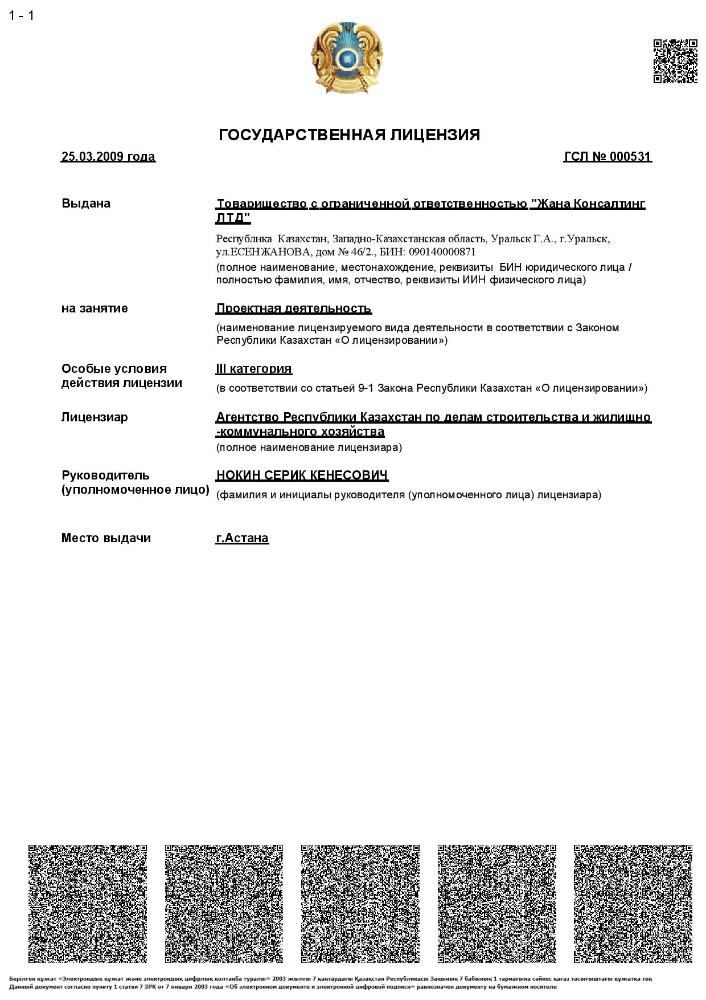 1 - 1
ГОСУДАРСТВЕННАЯ ЛИЦЕНЗИЯ
25.03.2009 года
ГСЛ № 000531
Выдана
Товарищество с ограниченной ответственностью "Жана Консалтинг
ЛТД"
Республика Казахстан, Западно-Казахстанская область, Уральск Г.А., г.Уральск,
ул.ЕСЕНЖАНОВА, дом № 46/2., БИН: 090140000871
(полное наименование, местонахождение, реквизиты БИН юридического лица /
полностью фамилия, имя, отчество, реквизиты ИИН физического лица)
на занятие
Проектная деятельность
(наименование лицензируемого вида деятельности в соответствии с Законом
Республики Казахстан «О лицензировании»)
Особые условия
действия лицензии
III категория
(в соответствии со статьей 9-1 Закона Республики Казахстан «О лицензировании»)
Лицензиар
Агентство Республики Казахстан по делам строительства и жилищно
-коммунального хозяйства
(полное наименование лицензиара)
Руководитель
(уполномоченное лицо)
НОКИН СЕРИК КЕНЕСОВИЧ
(фамилия и инициалы руководителя (уполномоченного лица) лицензиара)
Место выдачи
г.Астана
Берілген құжат «Электрондық құжат және электрондық цифрлық қолтаңба туралы» 2003 жылғы 7 қаңтардағы Қазақстан Республикасы Заңының 7 бабының 1 тармағына сәйкес қағаз тасығыштағы құжатқа тең
Данный документ согласно пункту 1 статьи 7 ЗРК от 7 января 2003 года «Об электронном документе и электронной цифровой подписи» равнозначен документу на бумажном носителе